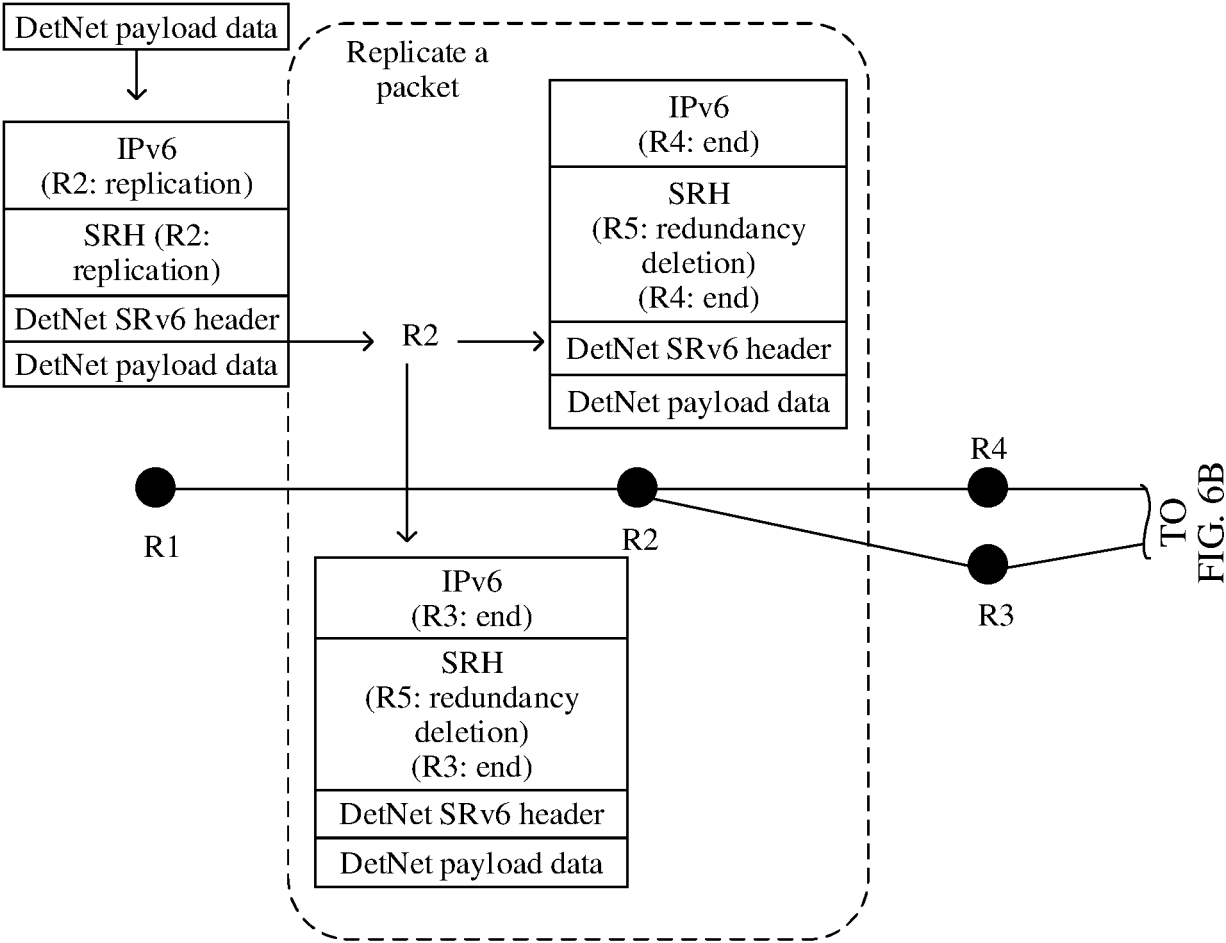 DetNet payload data
IPv6
(R2: replication)
SRH (R2:
replication)
DetNet SRv6 header
DetNet payload data
Replicate a
packet
R2
IPv6
(R4: end)
SRH
(R5: redundancy
deletion)
(R4: end)
DetNet SRv6 header
DetNet payload data
R1
R2
R4
R3
TO
FIG. 6B
IPv6
(R3: end)
SRH
(R5: redundancy
deletion)
(R3: end)
DetNet SRv6 header
DetNet payload data